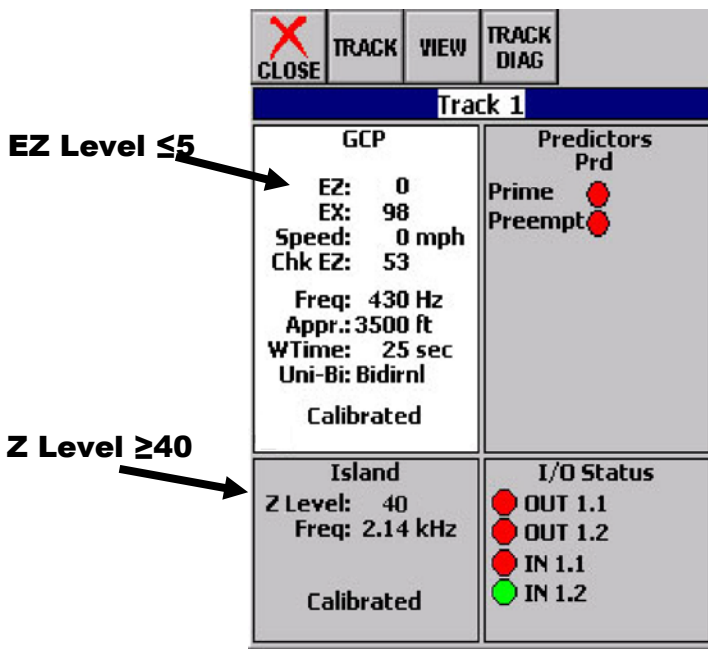 CLOSE
TRACK
VIEW
TRACK
DIAG
Track 1
EZ Level ≤5
GCP
EZ: 0
EX: 98
Speed: 0 mph
Chk EZ: 53
Freq: 430 Hz
Appr.: 3500 ft
WTime: 25 sec
Uni-Bi: Bidirnl
Calibrated
Predictors
Prd
Prime
Preempt
Z Level ≥40
Island
Z Level: 40
Freq: 2.14 kHz
Calibrated
I/O Status
OUT 1.1
OUT 1.2
IN 1.1
IN 1.2